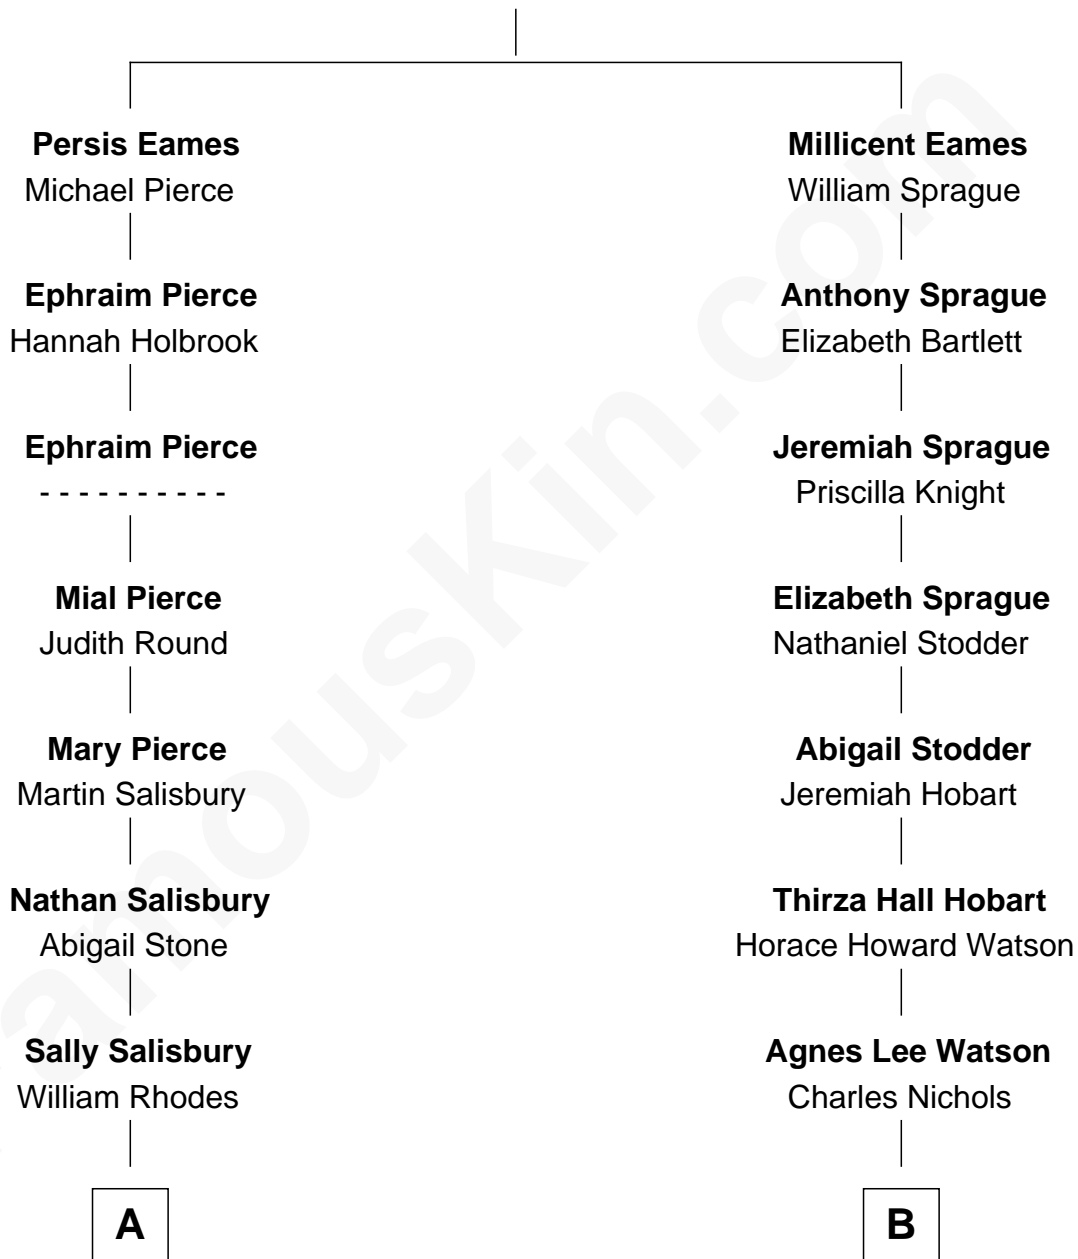 Persis Eames
Michael Pierce
Ephraim Pierce
Hannah Holbrook
Ephraim Pierce
- - - - - - - - - -
Mial Pierce
Judith Round
Mary Pierce
Martin Salisbury
Nathan Salisbury
Abigail Stone
Sally Salisbury
William Rhodes
A
Millicent Eames
William Sprague
Anthony Sprague
Elizabeth Bartlett
Jeremiah Sprague
Priscilla Knight
Elizabeth Sprague
Nathaniel Stodder
Abigail Stodder
Jeremiah Hobart
Thirza Hall Hobart
Horace Howard Watson
Agnes Lee Watson
Charles Nichols
B
amouskin.com